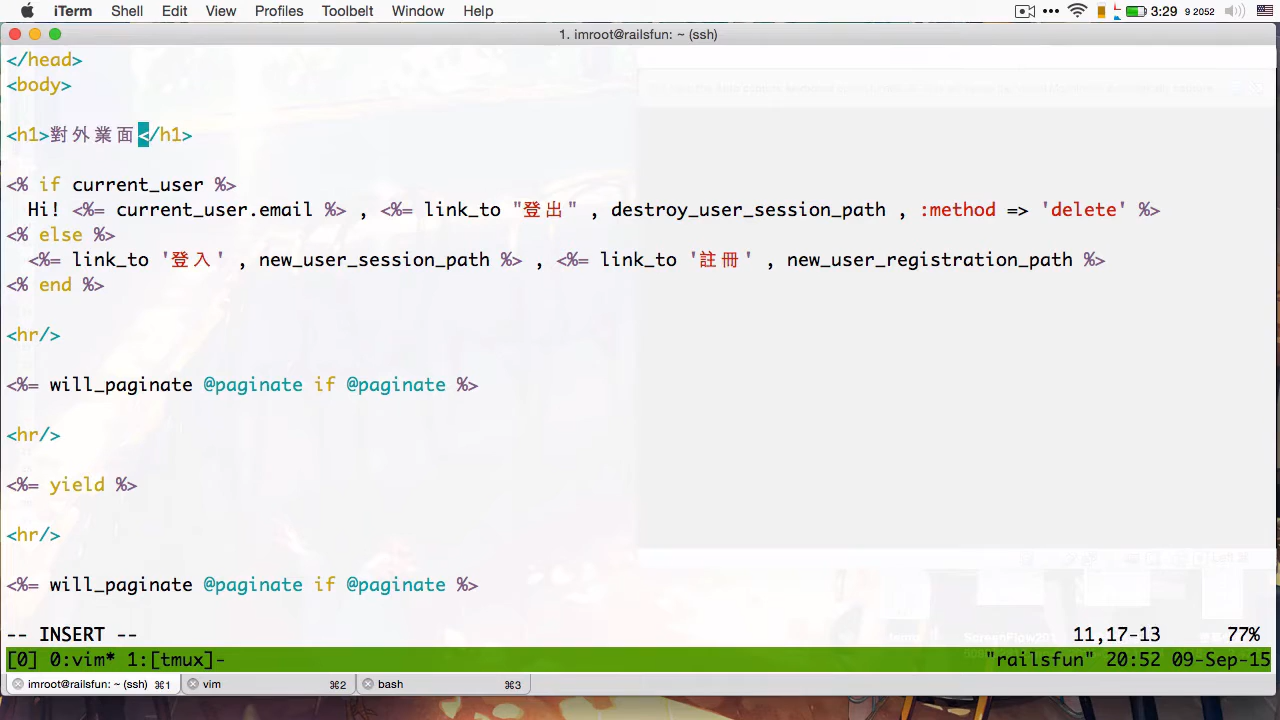 iTerm Shell Edit View Profiles Toolbelt Window Help 3:29 9 2052
1. imroot@railsfun: ~ (ssh)
</head>
<body>
<h1>對外業面</h1>
<% if current_user %>
Hi! <%= current_user.email %> , <%= link_to "登出" , destroy_user_session_path , :method => 'delete' %>
<% else %>
<%= link_to '登入' , new_user_session_path %> , <%= link_to '註冊' , new_user_registration_path %>
<% end %>
<hr/>
<%= will_paginate @paginate if @paginate %>
<hr/>
<%= yield %>
<hr/>
<%= will_paginate @paginate if @paginate %>
-- INSERT -- 11,17-13 77%
[0] 0:vim* 1:[tmux]- "railsfun" 20:52 09-Sep-15
imroot@railsfun: ~ (ssh) ⌘1 vim ⌘2 bash ⌘3